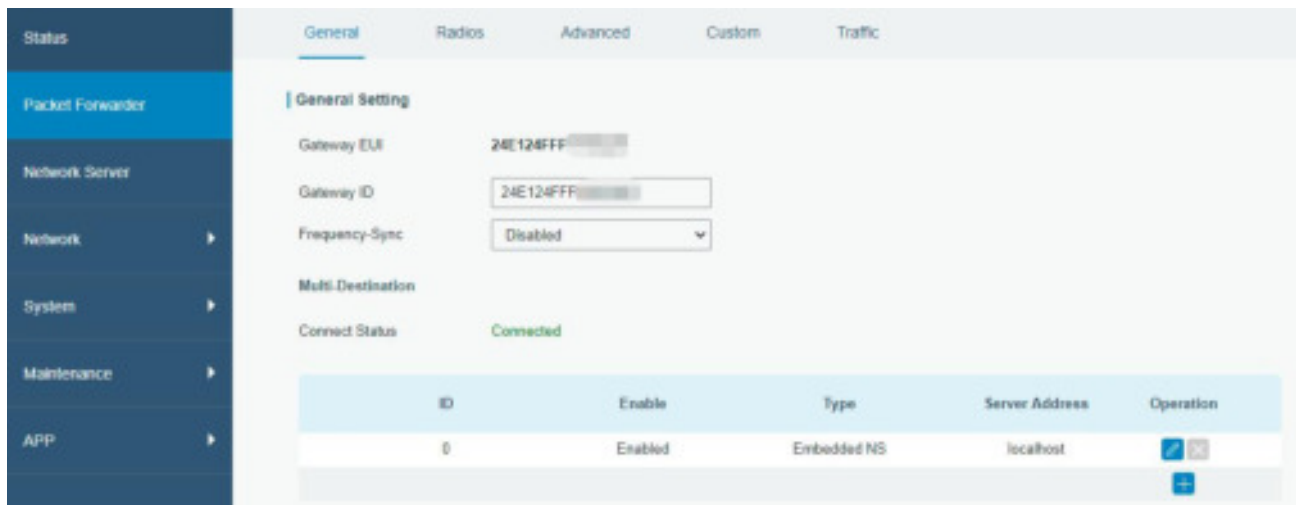 Status
General Radios Advanced Custom Traffic
Packet Forwarder
General Setting
Gateway EUI 24E124FFF
Network Server
Gateway ID 24E124FFF
Network
Frequency-Sync Disabled
Multi-Destination
System
Connect Status Connected
Maintenance
ID Enable Type Server Address Operation
APP
0 Enabled Embedded NS localhost